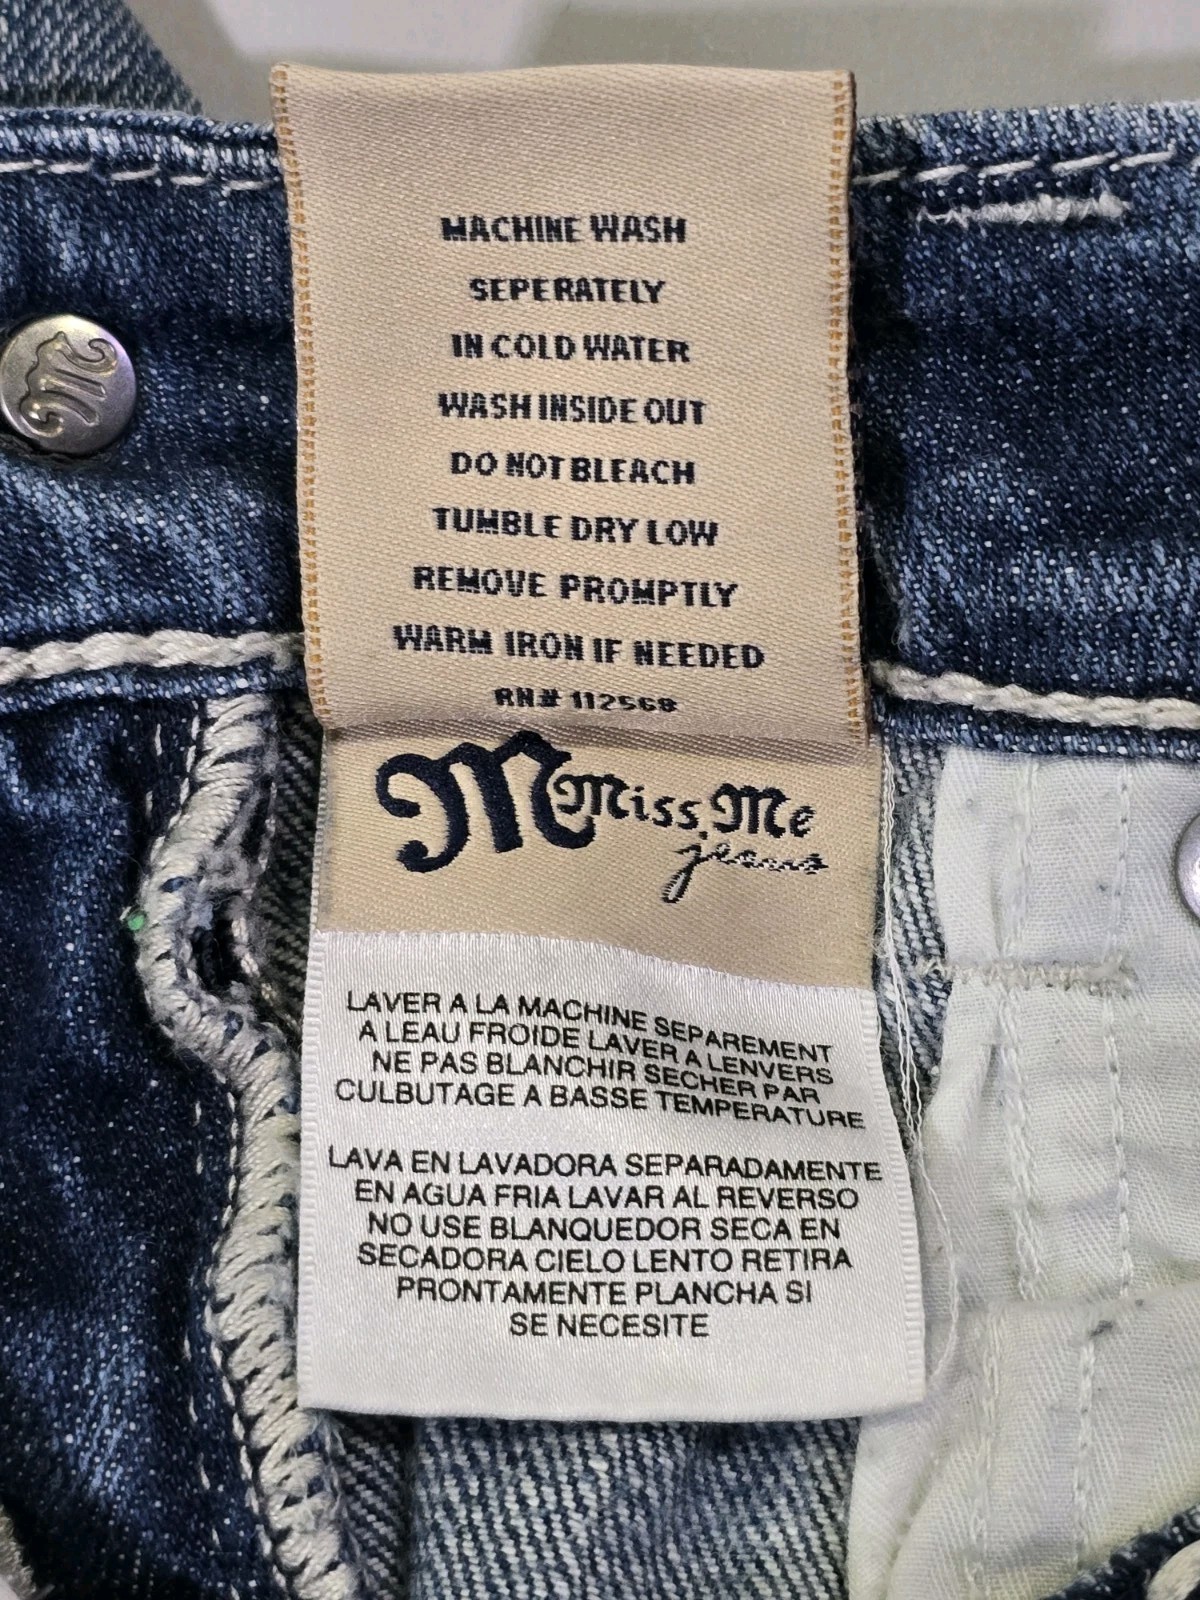 MACHINE WASH
SEPERATELY
IN COLD WATER
WASH INSIDE OUT
DO NOT BLEACH
TUMBLE DRY LOW
REMOVE PROMPTLY
WARM IRON IF NEEDED
RN# 112568
M Miss Me
jeans
LAVER A LA MACHINE SEPAREMENT
A LEAU FROIDE LAVER A LENVERS
NE PAS BLANCHIR SECHER PAR
CULBUTAGE A BASSE TEMPERATURE
LAVA EN LAVADORA SEPARADAMENTE
EN AGUA FRIA LAVAR AL REVERSO
NO USE BLANQUEDOR SECA EN
SECADORA CIELO LENTO RETIRA
PRONTAMENTE PLANCHA SI
SE NECESITE